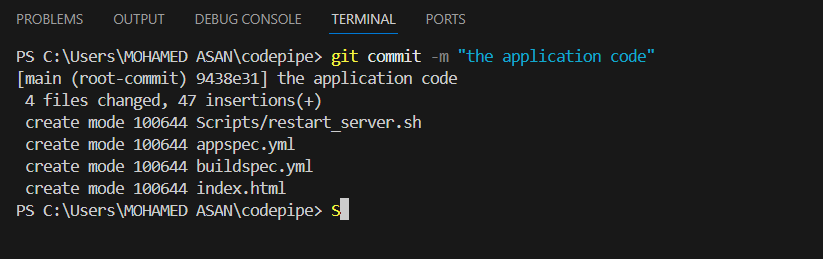 PROBLEMS OUTPUT DEBUG CONSOLE TERMINAL PORTS
PS C:\Users\MOHAMED ASAN\codepipe> git commit -m "the application code"
[main (root-commit) 9438e31] the application code
 4 files changed, 47 insertions(+)
 create mode 100644 Scripts/restart_server.sh
 create mode 100644 appspec.yml
 create mode 100644 buildspec.yml
 create mode 100644 index.html
PS C:\Users\MOHAMED ASAN\codepipe> S